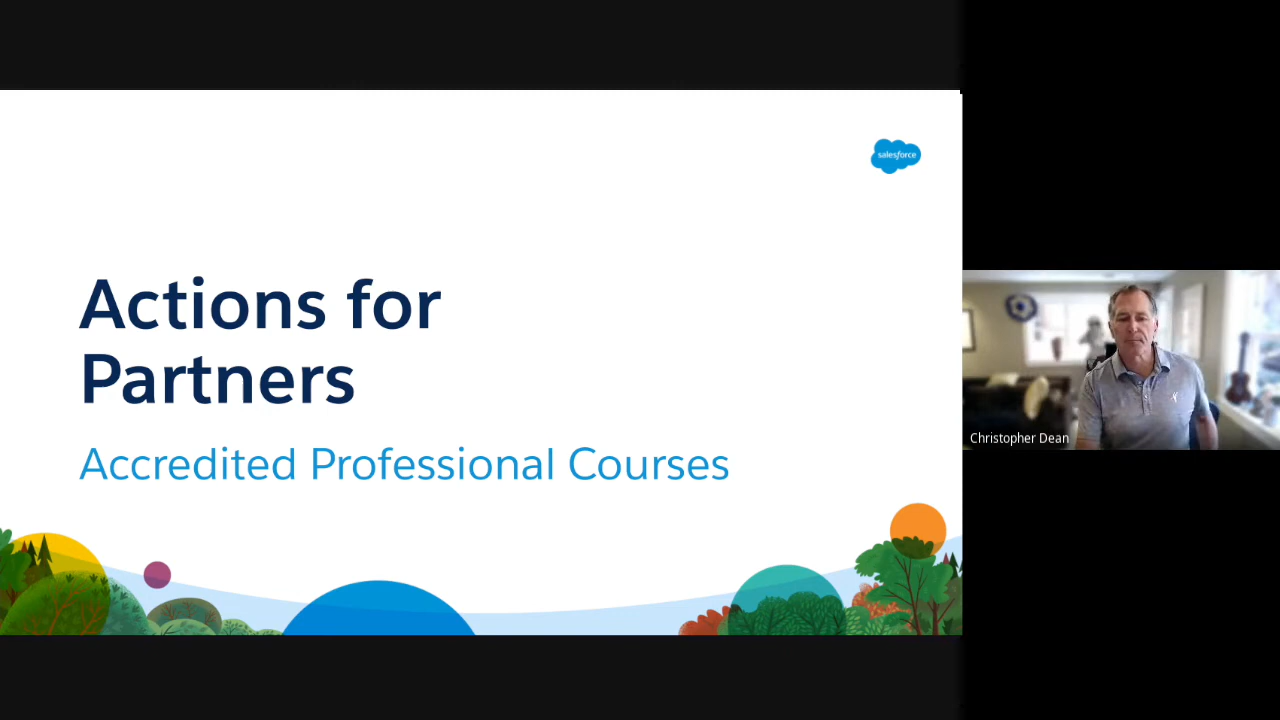 salesforce
Actions for
Partners
Accredited Professional Courses
Christopher Dean